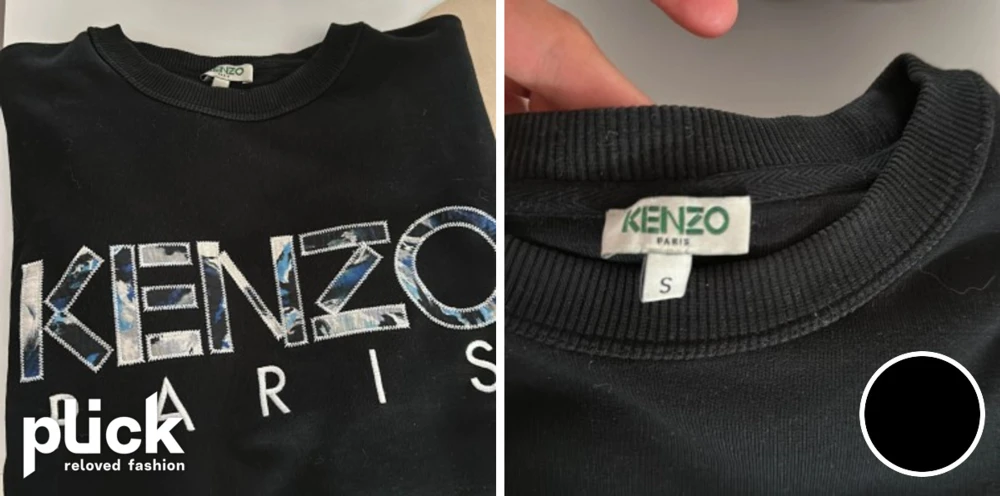 KENZO
PARIS
KENZO
PARIS
plick
reloved fashion
KENZO
PARIS
S